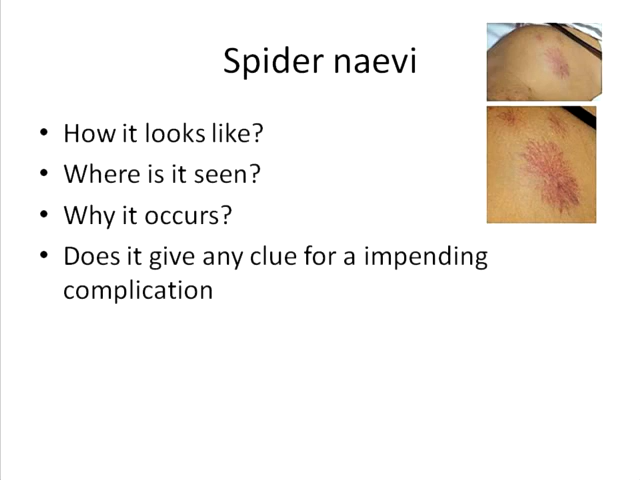 Spider naevi
• How it looks like?
• Where is it seen?
• Why it occurs?
• Does it give any clue for a impending
complication